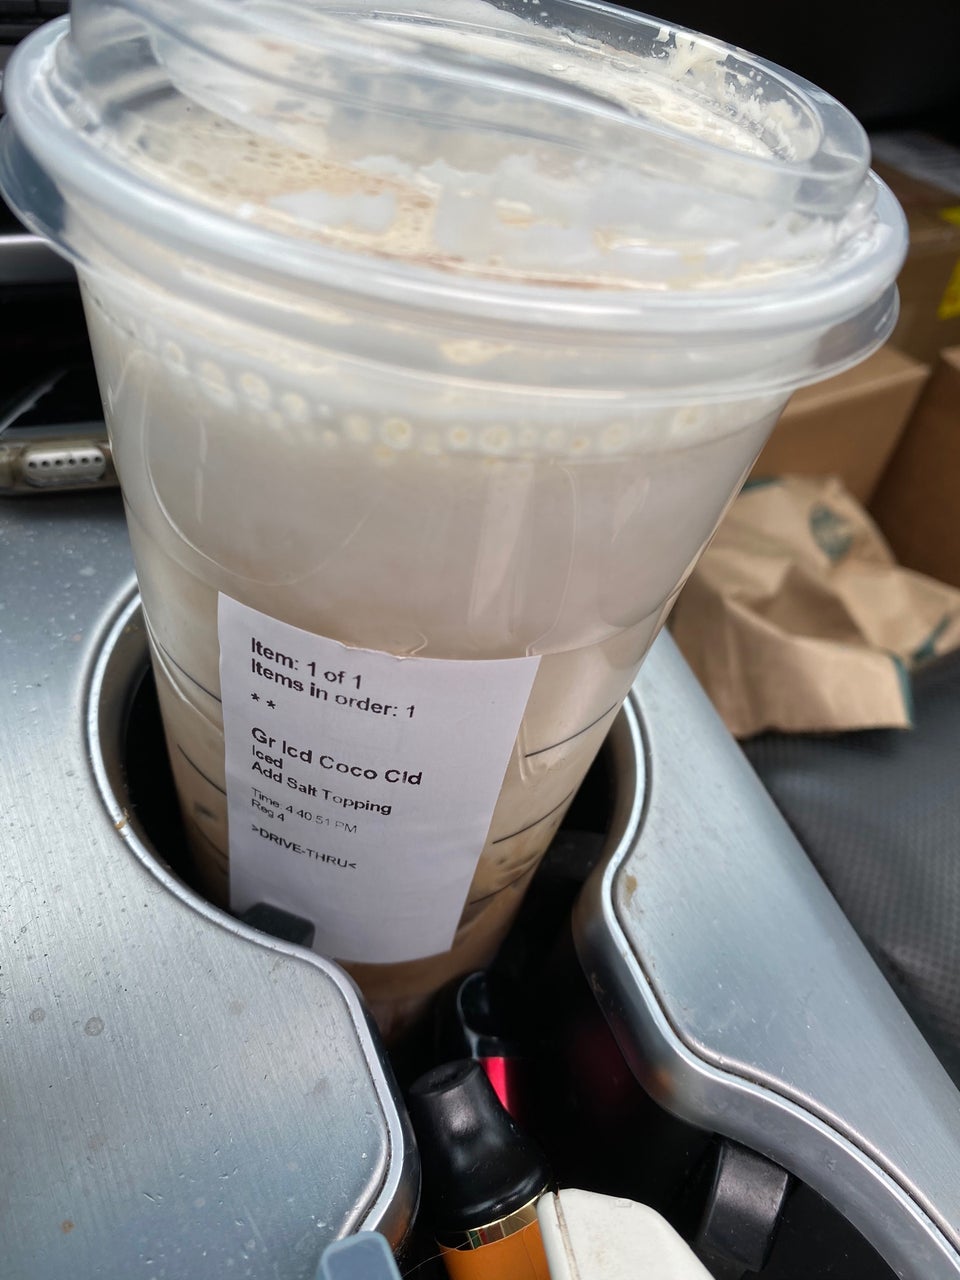 Item: 1 of 1
Items in order: 1
* *
Gr Icd Coco Cld
Iced
Add Salt Topping
Time: 4 40:51 PM
Reg 4
>DRIVE-THRU<